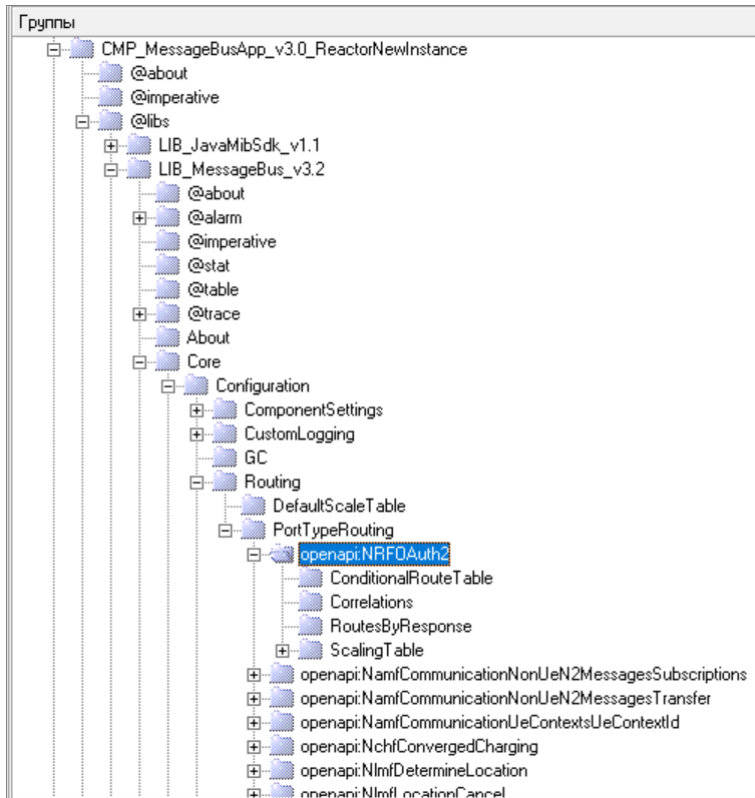 Группы
CMP_MessageBusApp_v3.0_ReactorNewInstance
@about
@imperative
@libs
LIB_JavaMibSdk_v1.1
LIB_MessageBus_v3.2
@about
@alarm
@imperative
@stat
@table
@trace
About
Core
Configuration
ComponentSettings
CustomLogging
GC
Routing
DefaultScaleTable
PortTypeRouting
openapi:NRFOAuth2
ConditionalRouteTable
Correlations
RoutesByResponse
ScalingTable
openapi:NamfCommunicationNonUeN2MessagesSubscriptions
openapi:NamfCommunicationNonUeN2MessagesTransfer
openapi:NamfCommunicationUeContextsUeContextId
openapi:NchfConvergedCharging
openapi:NlmfDetermineLocation
openapi:NlmfLocationCancel